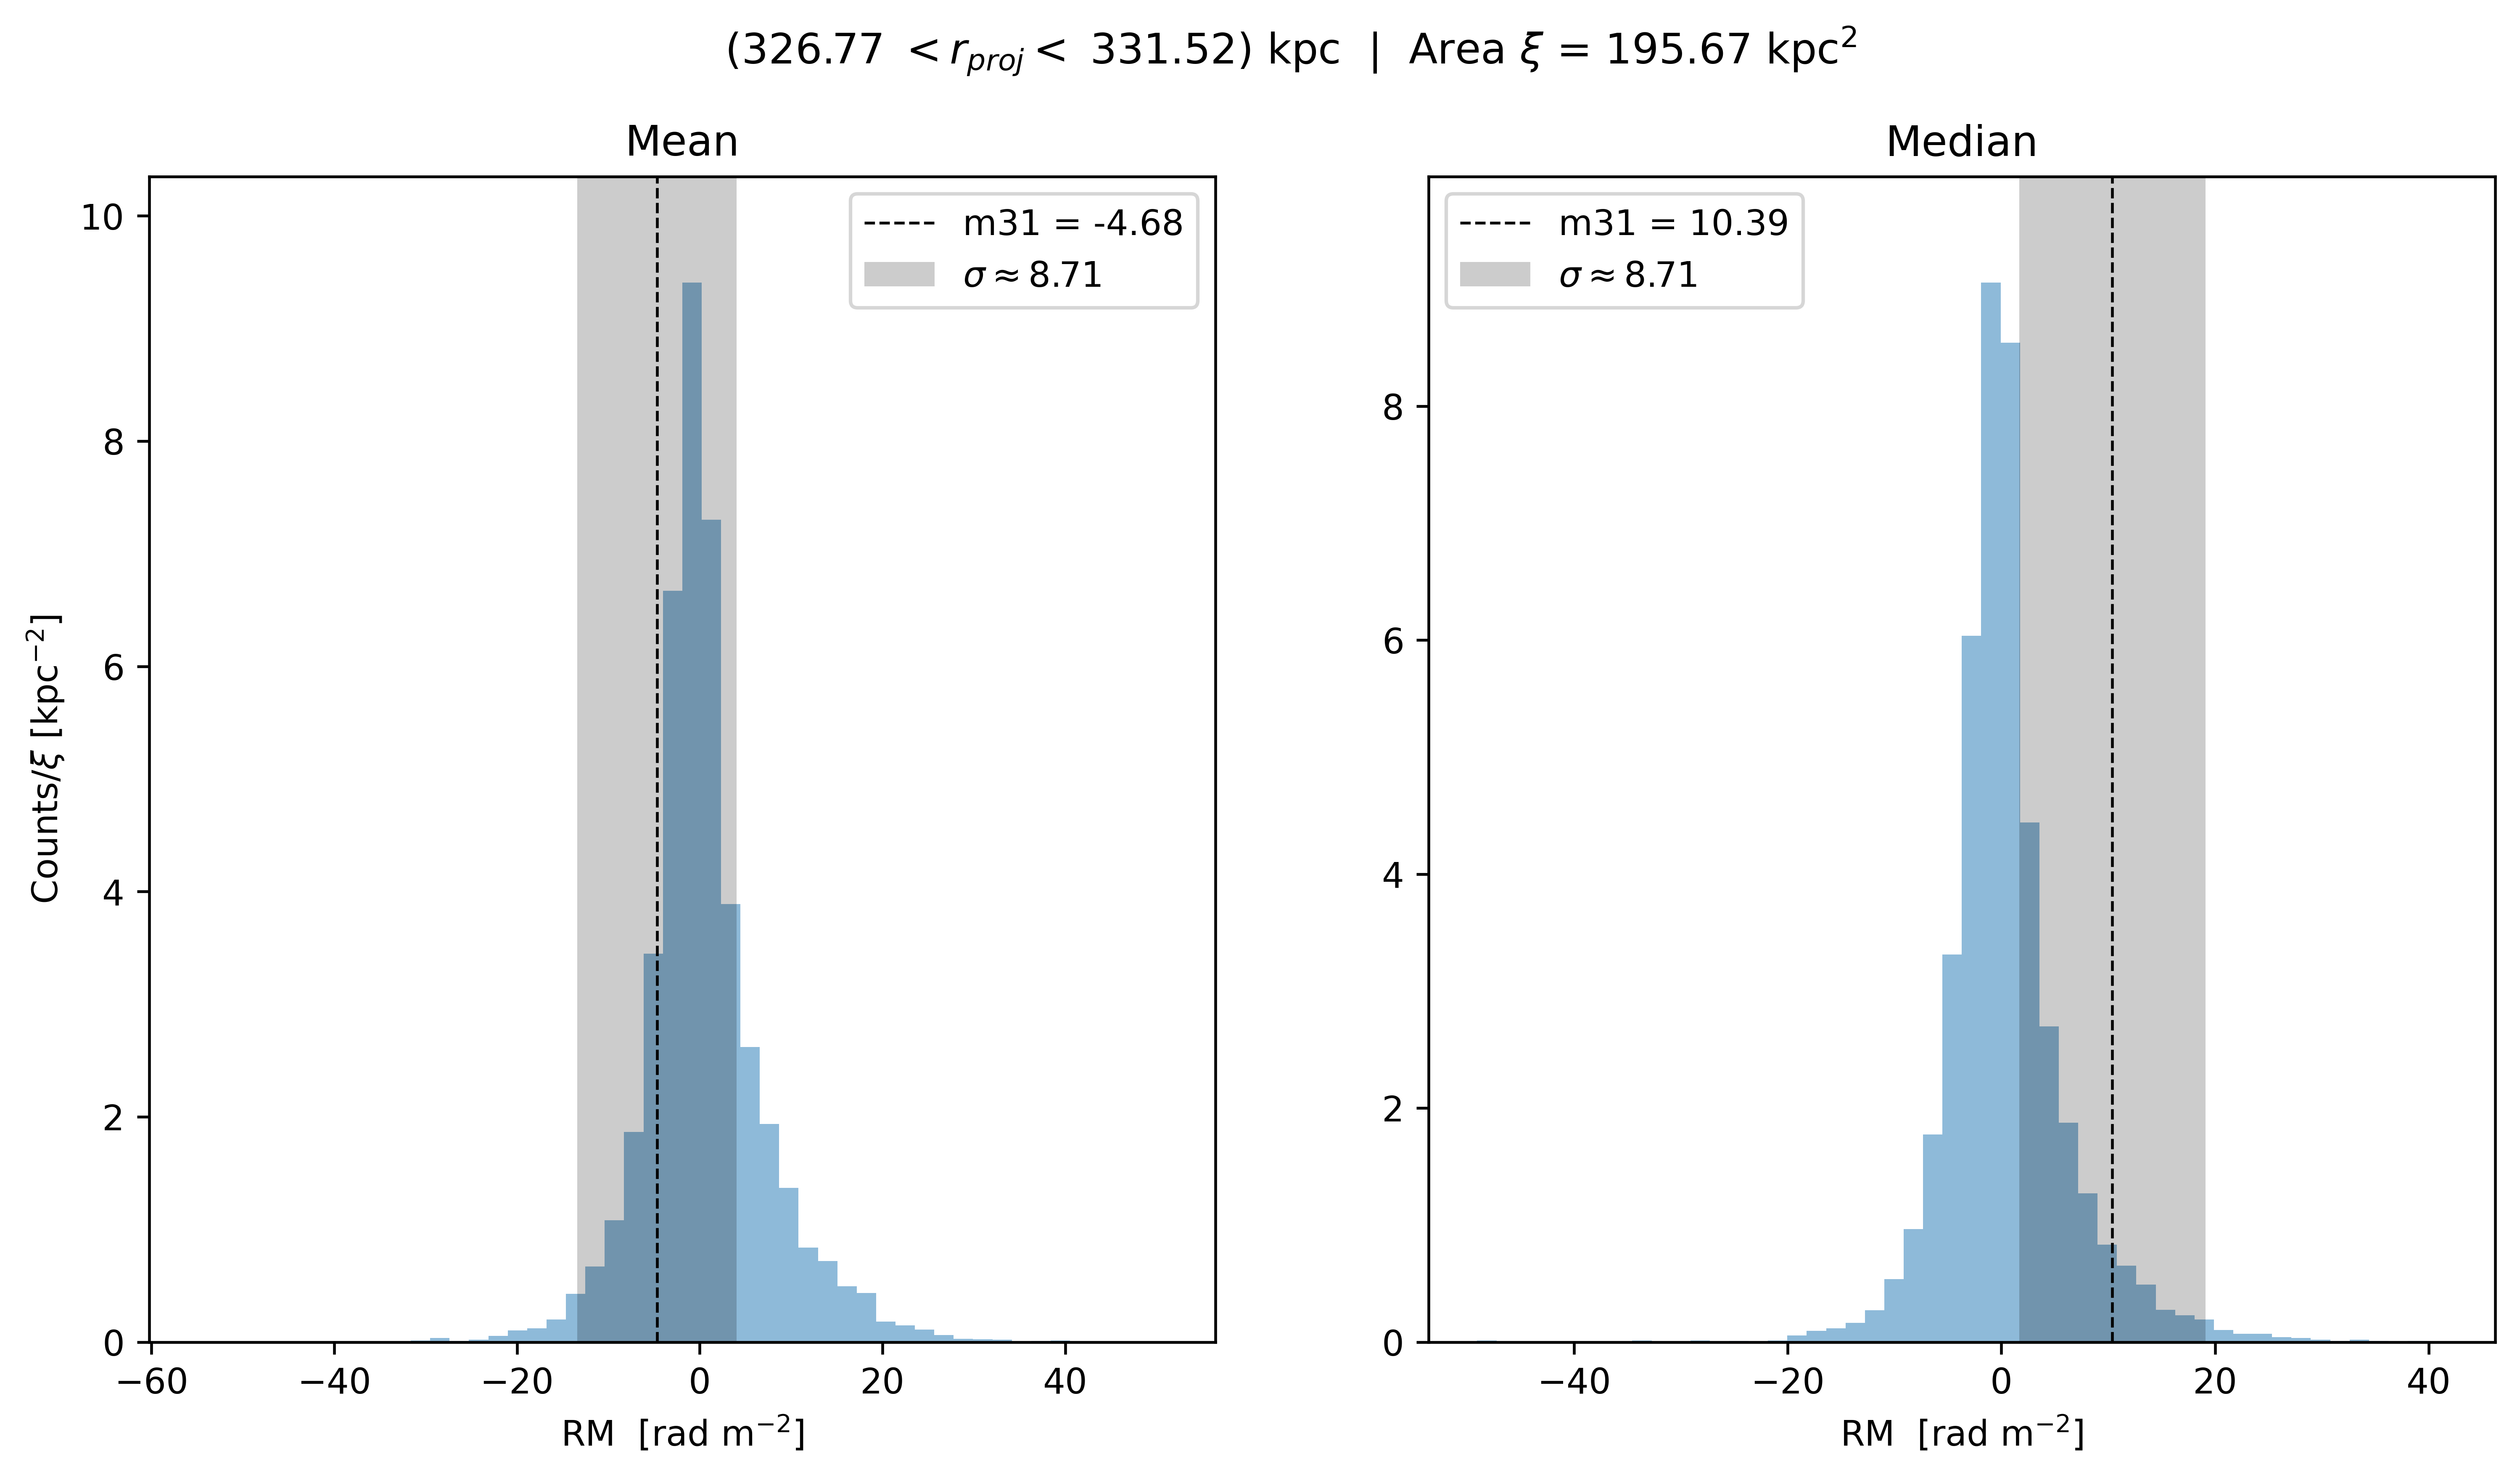 (326.77 < r_proj < 331.52) kpc | Area ξ = 195.67 kpc²
Mean
m31 = -4.68
σ ≈ 8.71
10
8
6
4
2
0
Counts/ξ [kpc⁻²]
−60 −40 −20 0 20 40
RM [rad m⁻²]
Median
m31 = 10.39
σ ≈ 8.71
8
6
4
2
0
−40 −20 0 20 40
RM [rad m⁻²]